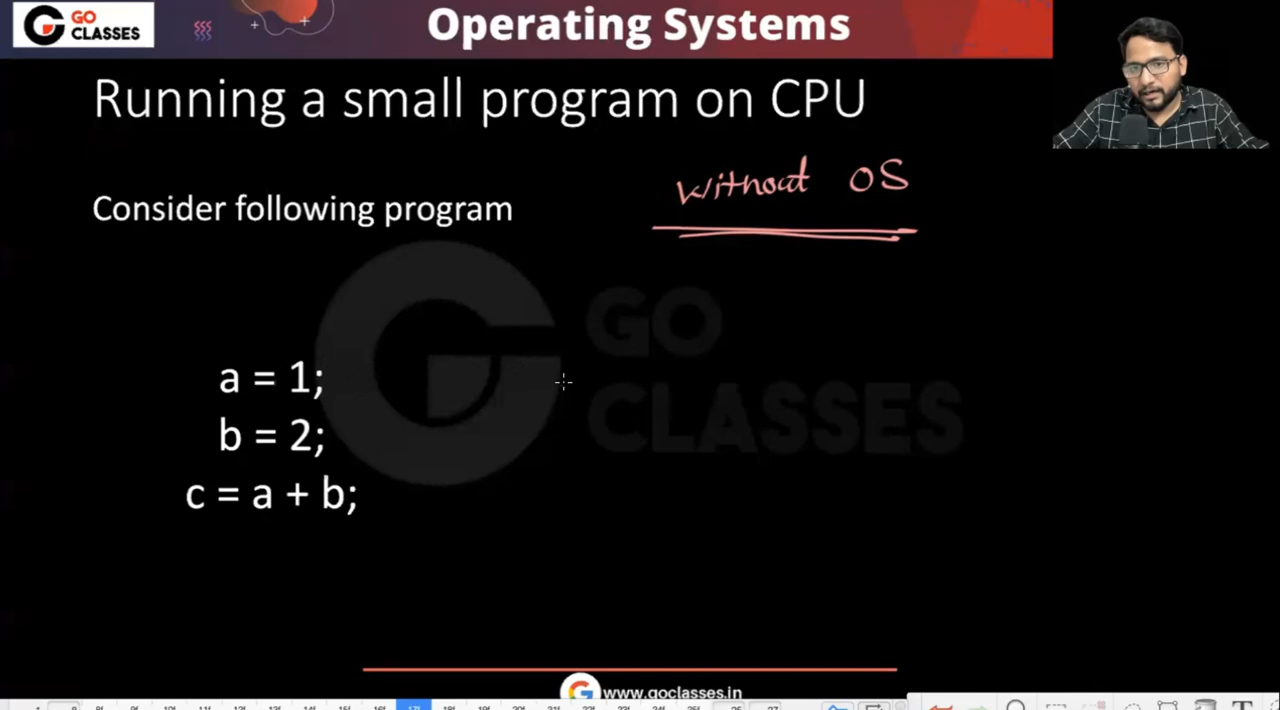 GO
CLASSES
Operating Systems
Running a small program on CPU
without OS
Consider following program
GO
CLASSES
a = 1;
b = 2;
c = a + b;
www.goclasses.in